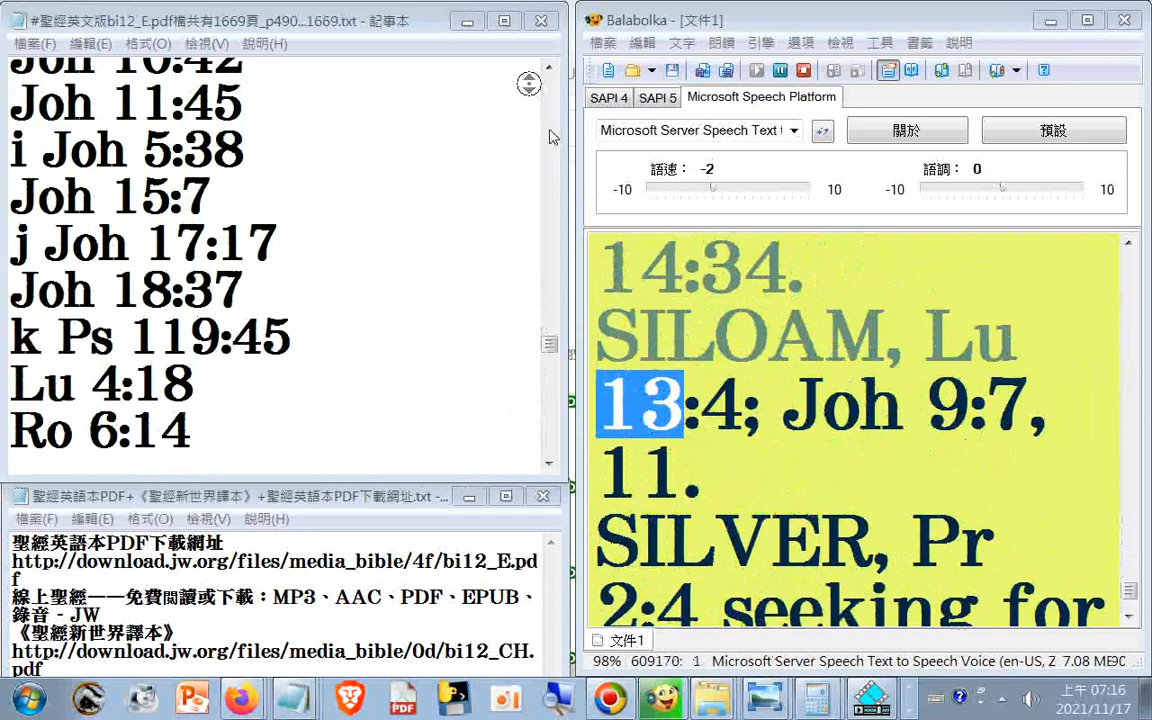 #聖經英文版bi12_E.pdf檔共有1669頁_p490...1669.txt - 記事本
檔案(F) 編輯(E) 格式(O) 檢視(V) 說明(H)
Joh 10:42
Joh 11:45
i Joh 5:38
Joh 15:7
j Joh 17:17
Joh 18:37
k Ps 119:45
Lu 4:18
Ro 6:14
聖經英語本PDF+《聖經新世界譯本》+聖經英語本PDF下載網址.txt -...
檔案(F) 編輯(E) 格式(O) 檢視(V) 說明(H)
聖經英語本PDF下載網址
http://download.jw.org/files/media_bible/4f/bi12_E.pd
f
線上聖經——免費閱讀或下載：MP3、AAC、PDF、EPUB、
錄音 - JW
《聖經新世界譯本》
http://download.jw.org/files/media_bible/0d/bi12_CH.
pdf
Balabolka - [文件1]
檔案 編輯 文字 朗讀 引擎 選項 檢視 工具 書籤 說明
SAPI 4 SAPI 5 Microsoft Speech Platform
Microsoft Server Speech Text 關於 預設
語速： -2 語調： 0
-10 10 -10 10
14:34.
SILOAM, Lu
13:4; Joh 9:7,
11.
SILVER, Pr
2:4 seeking for
文件1
98% 609170: 1 Microsoft Server Speech Text to Speech Voice (en-US, Z 7.08 ME
PDF
上午 07:16
2021/11/17